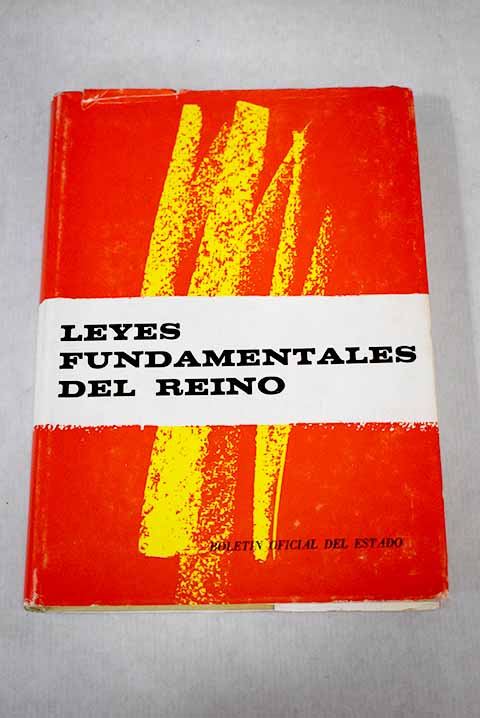 LEYES
FUNDAMENTALES
DEL REINO
BOLETIN OFICIAL DEL ESTADO